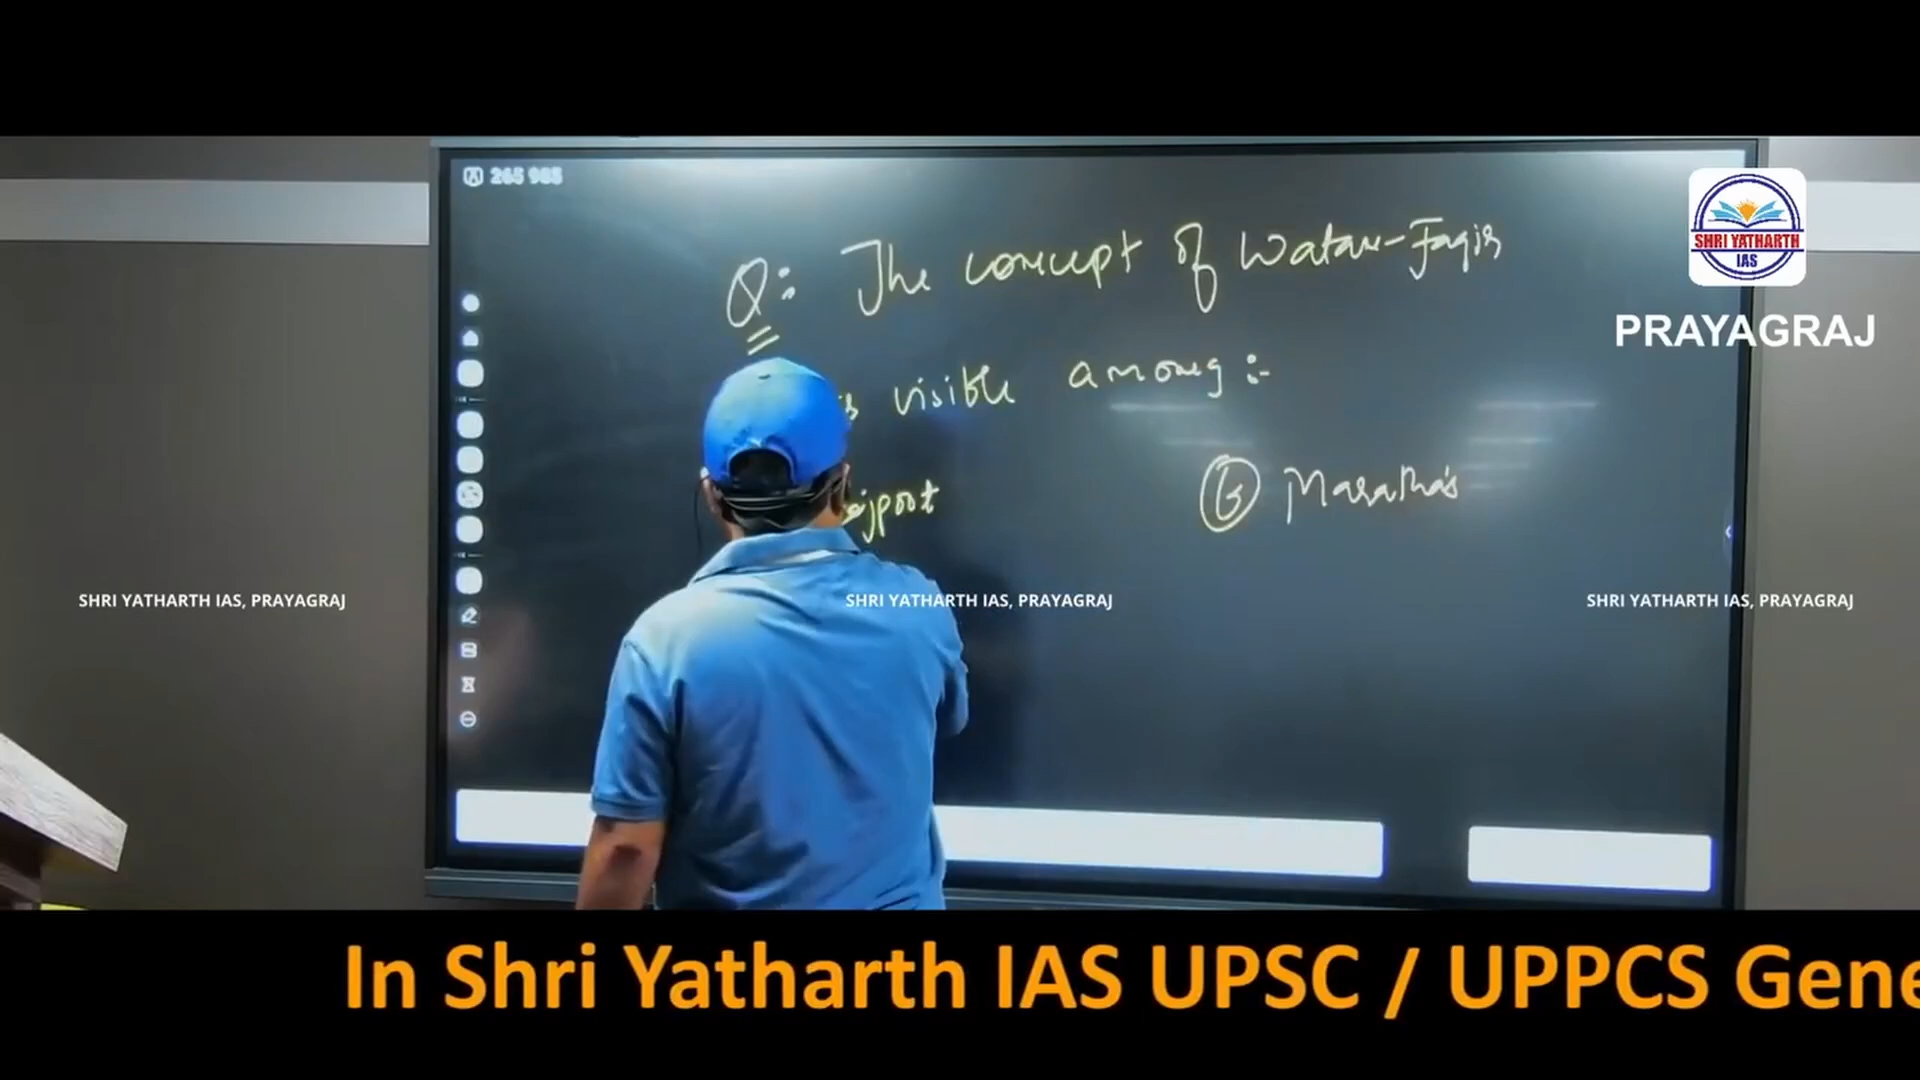 265 985
Q: The concept of Watan-Jagir
visible among :-
(b) Maratha's
SHRI YATHARTH
IAS
PRAYAGRAJ
SHRI YATHARTH IAS, PRAYAGRAJ
SHRI YATHARTH IAS, PRAYAGRAJ
SHRI YATHARTH IAS, PRAYAGRAJ
In Shri Yatharth IAS UPSC / UPPCS Gene